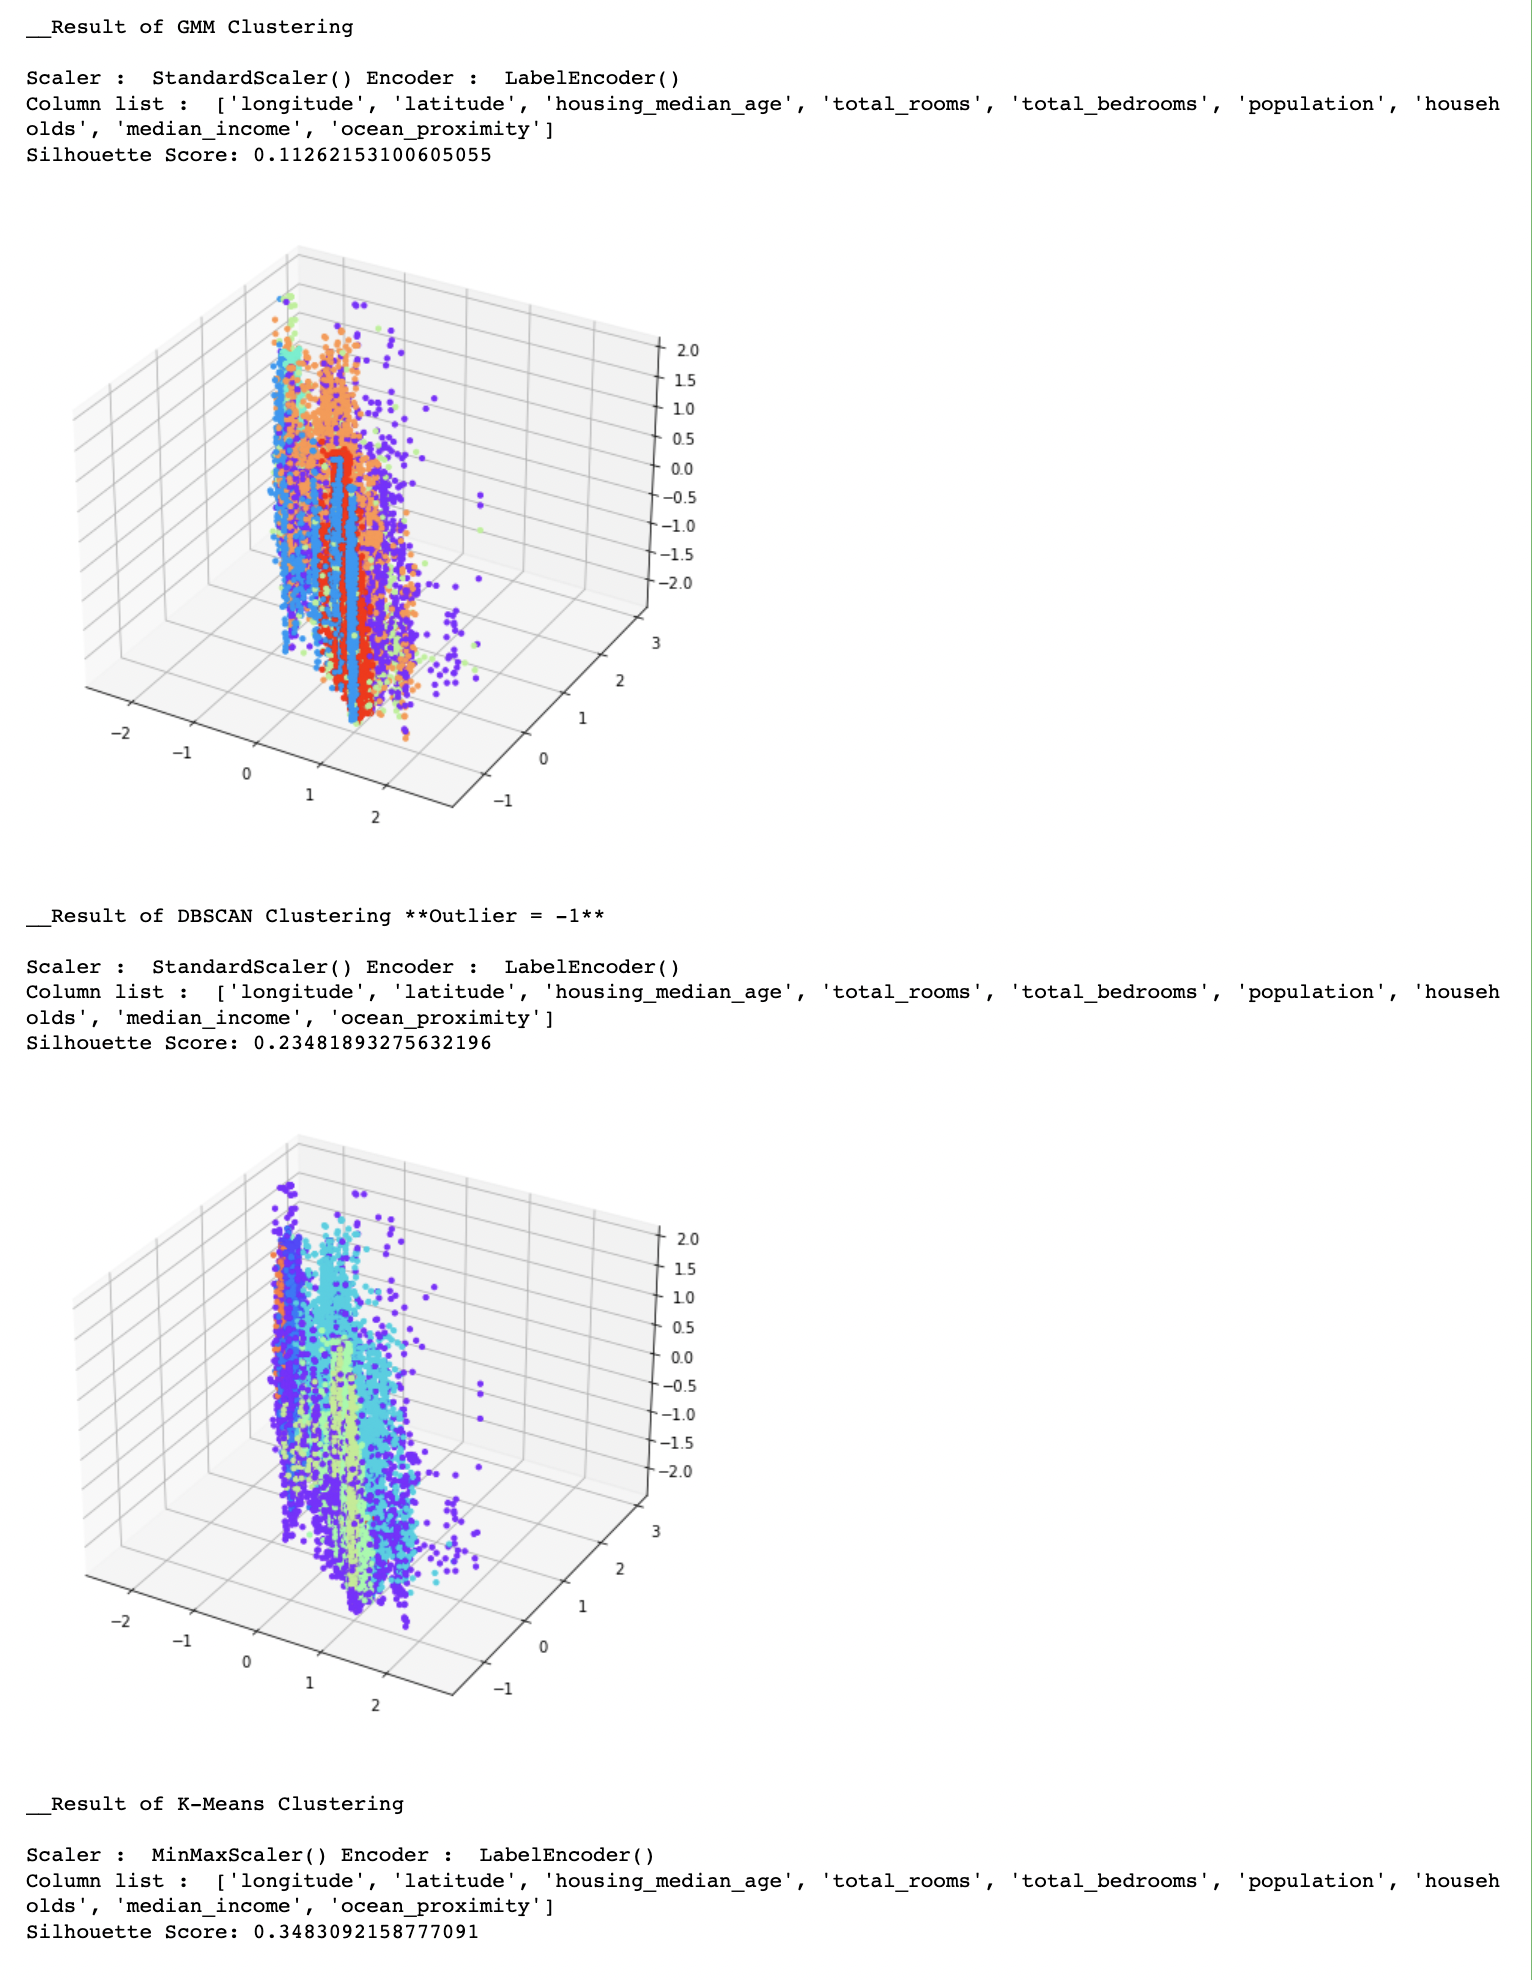 __Result of GMM Clustering
Scaler :  StandardScaler() Encoder :  LabelEncoder()
Column list :  ['longitude', 'latitude', 'housing_median_age', 'total_rooms', 'total_bedrooms', 'population', 'househ
olds', 'median_income', 'ocean_proximity']
Silhouette Score: 0.11262153100605055
2.0
1.5
1.0
0.5
0.0
−0.5
−1.0
−1.5
−2.0
3
2
1
0
−1
−2
−1
0
1
2
__Result of DBSCAN Clustering **Outlier = -1**
Scaler :  StandardScaler() Encoder :  LabelEncoder()
Column list :  ['longitude', 'latitude', 'housing_median_age', 'total_rooms', 'total_bedrooms', 'population', 'househ
olds', 'median_income', 'ocean_proximity']
Silhouette Score: 0.23481893275632196
2.0
1.5
1.0
0.5
0.0
−0.5
−1.0
−1.5
−2.0
3
2
1
0
−1
−2
−1
0
1
2
__Result of K-Means Clustering
Scaler :  MinMaxScaler() Encoder :  LabelEncoder()
Column list :  ['longitude', 'latitude', 'housing_median_age', 'total_rooms', 'total_bedrooms', 'population', 'househ
olds', 'median_income', 'ocean_proximity']
Silhouette Score: 0.3483092158777091